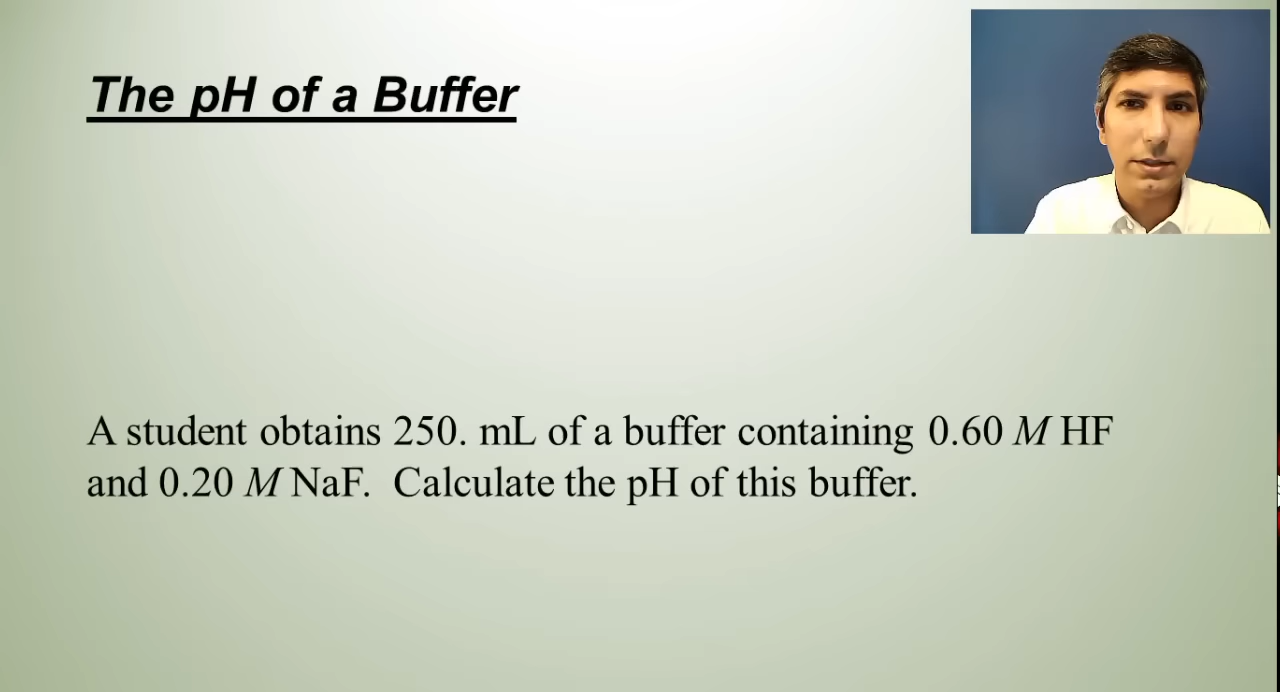 The pH of a Buffer
A student obtains 250. mL of a buffer containing 0.60 M HF
and 0.20 M NaF.  Calculate the pH of this buffer.